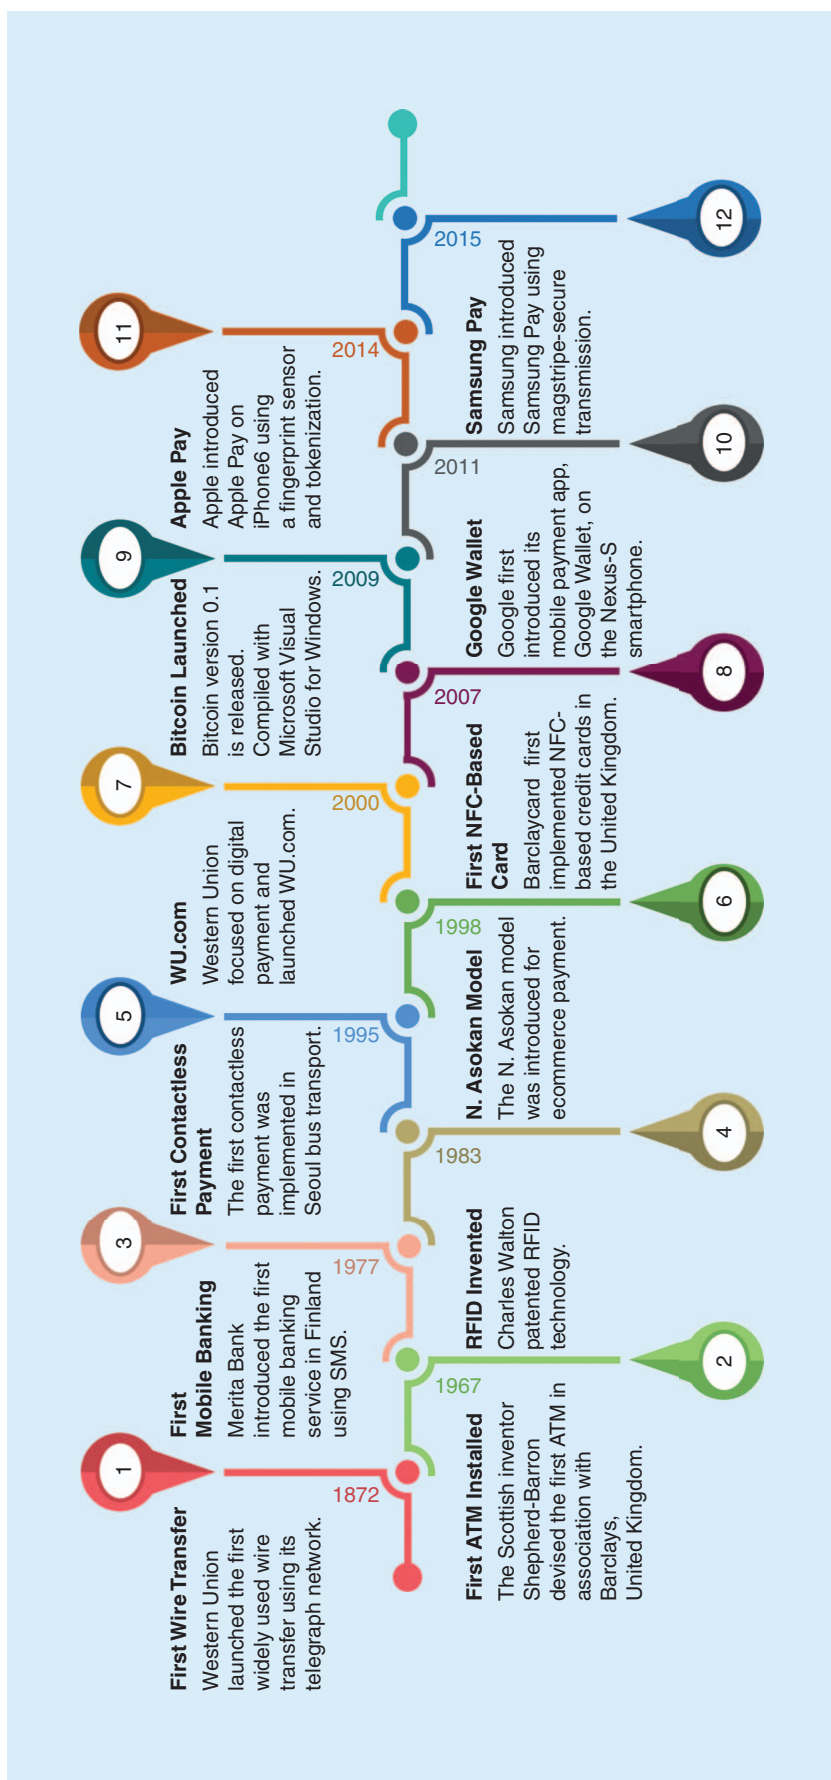 1
First Wire Transfer
Western Union
launched the first
widely used wire
transfer using its
telegraph network.
1872
2
First ATM Installed
The Scottish inventor
Shepherd-Barron
devised the first ATM in
association with
Barclays,
United Kingdom.
1967
3
First
Mobile Banking
Merita Bank
introduced the first
mobile banking
service in Finland
using SMS.
1977
4
RFID Invented
Charles Walton
patented RFID
technology.
1983
5
First Contactless
Payment
The first contactless
payment was
implemented in
Seoul bus transport.
1995
6
N. Asokan Model
The N. Asokan model
was introduced for
ecommerce payment.
1998
7
WU.com
Western Union
focused on digital
payment and
launched WU.com.
2000
8
First NFC-Based
Card
Barclaycard first
implemented NFC-
based credit cards in
the United Kingdom.
2007
9
Bitcoin Launched
Bitcoin version 0.1
is released.
Compiled with
Microsoft Visual
Studio for Windows.
2009
10
Google Wallet
Google first
introduced its
mobile payment app,
Google Wallet, on
the Nexus-S
smartphone.
2011
11
Apple Pay
Apple introduced
Apple Pay on
iPhone6 using
a fingerprint sensor
and tokenization.
2014
12
Samsung Pay
Samsung introduced
Samsung Pay using
magstripe-secure
transmission.
2015